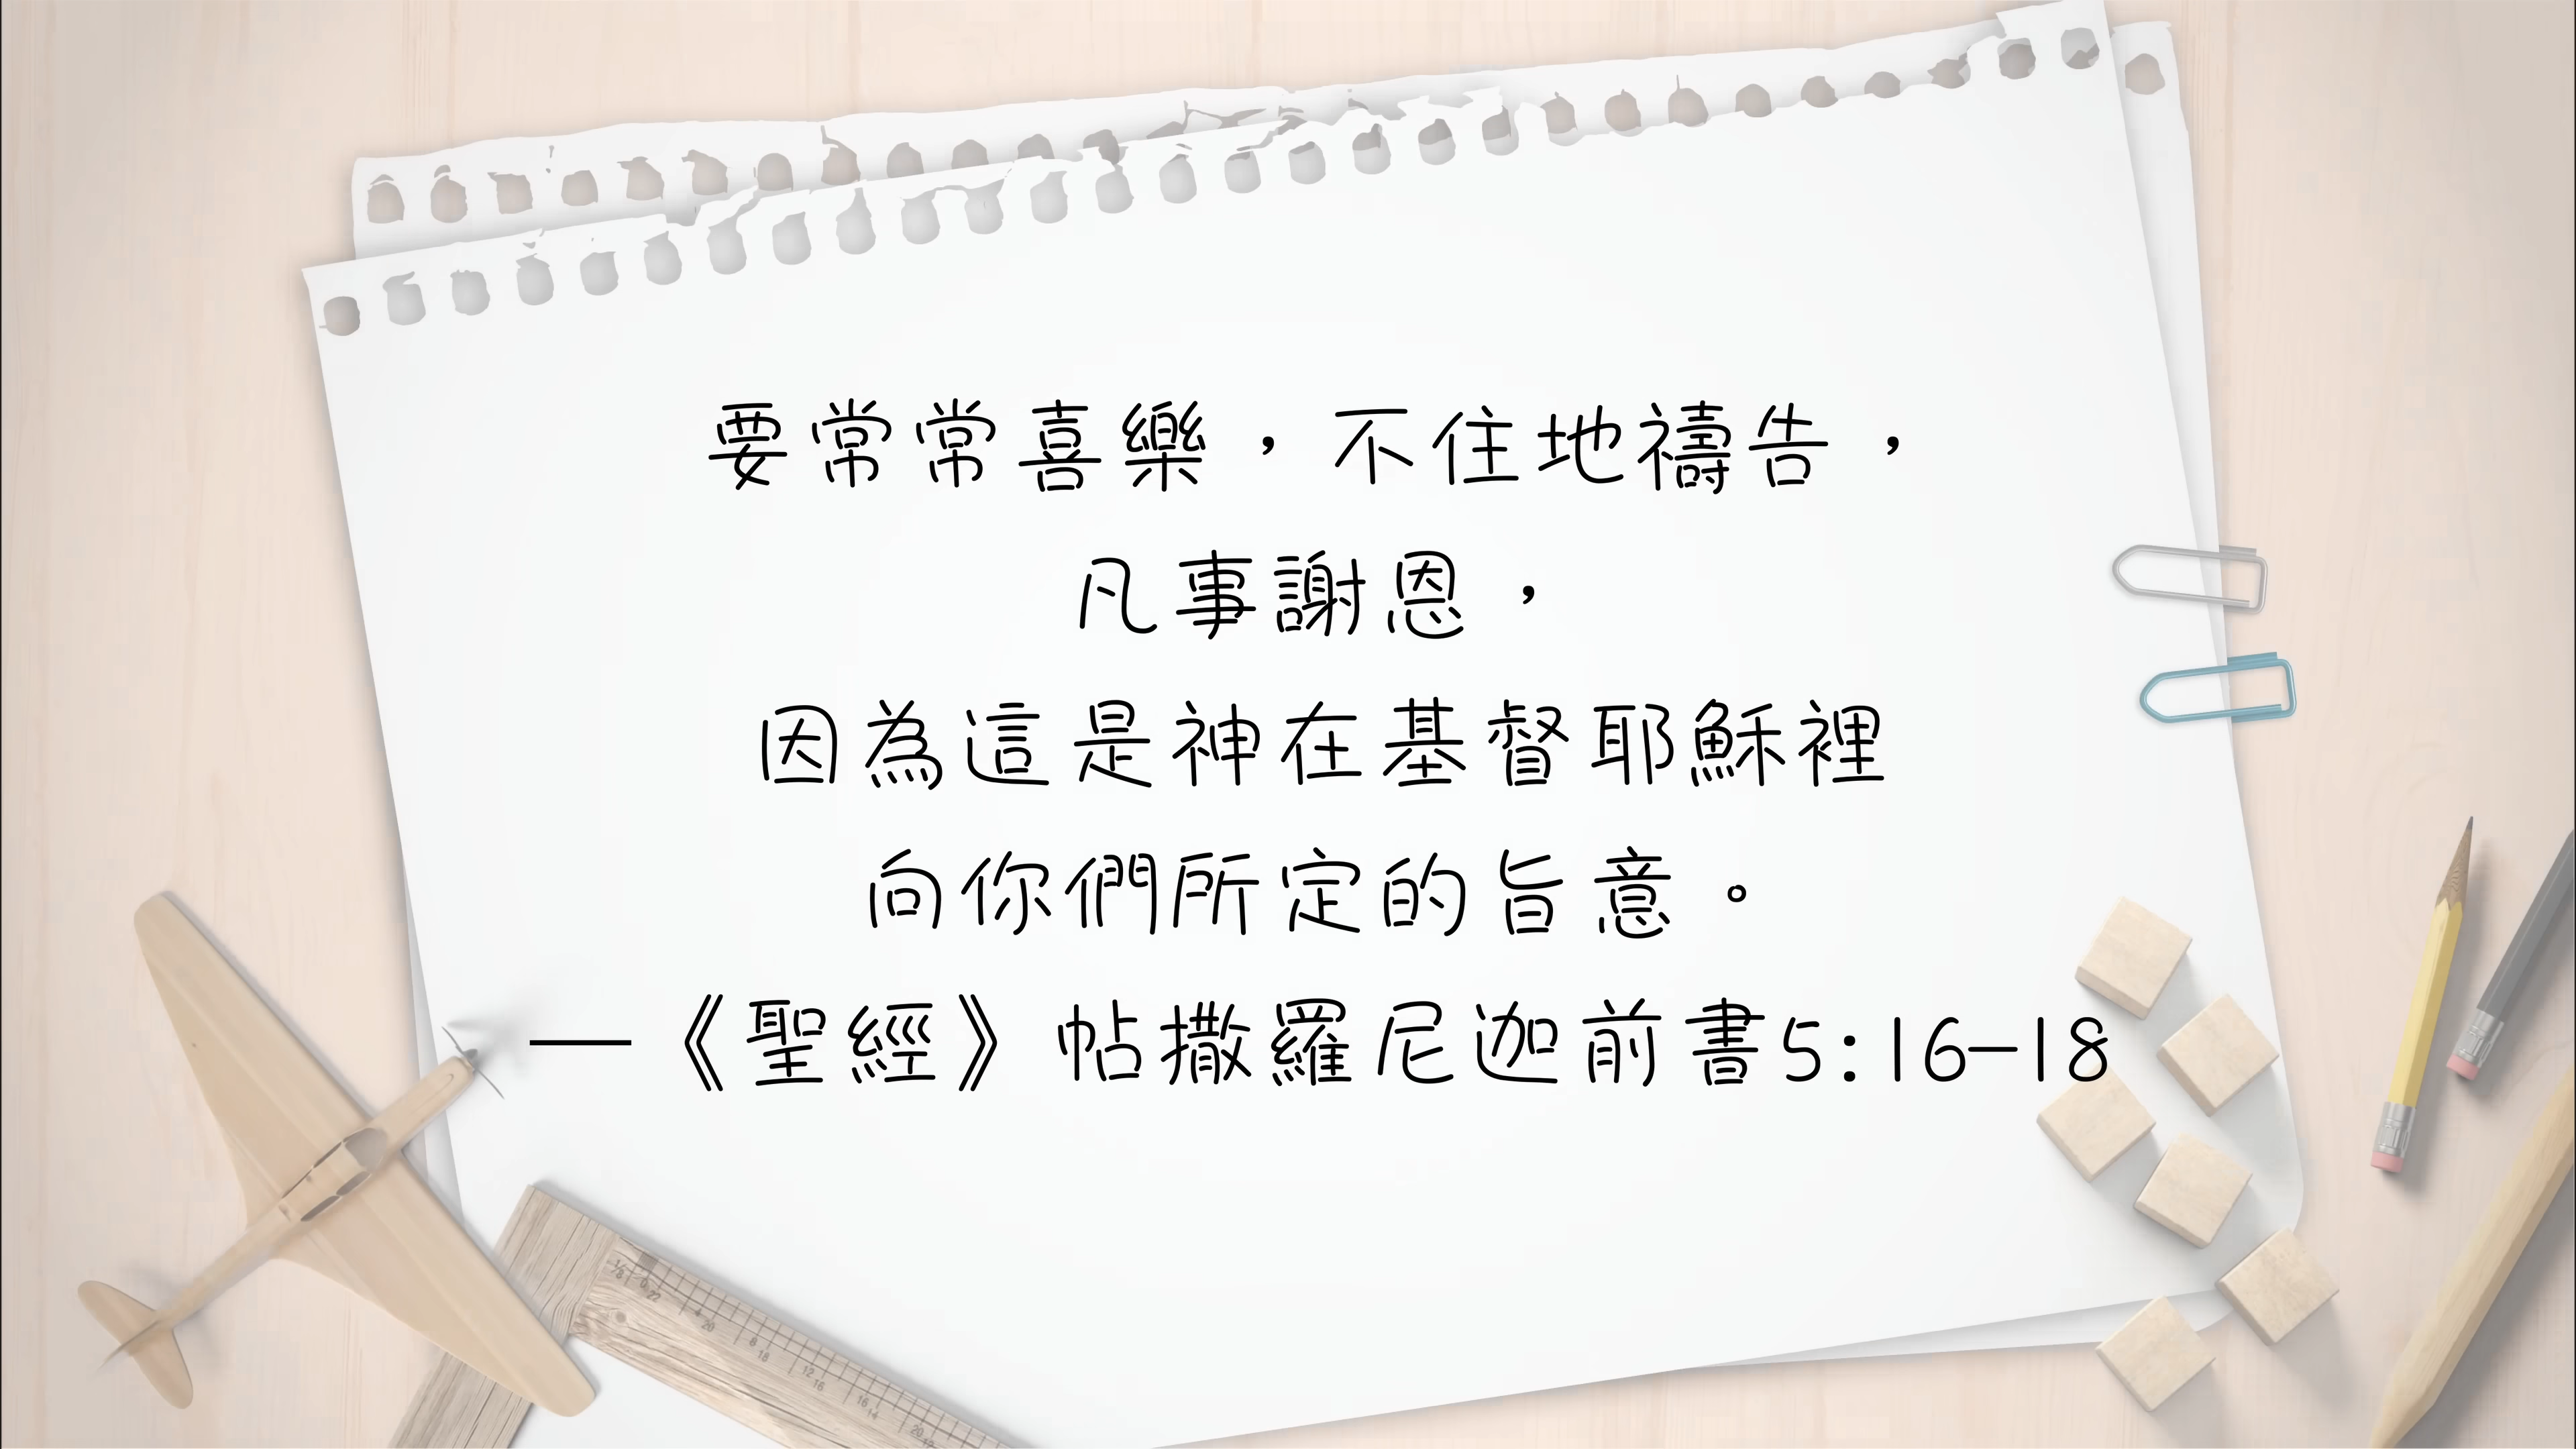 要常常喜樂，不住地禱告，
凡事謝恩，
因為這是神在基督耶穌裡
向你們所定的旨意。
—《聖經》帖撒羅尼迦前書5:16-18